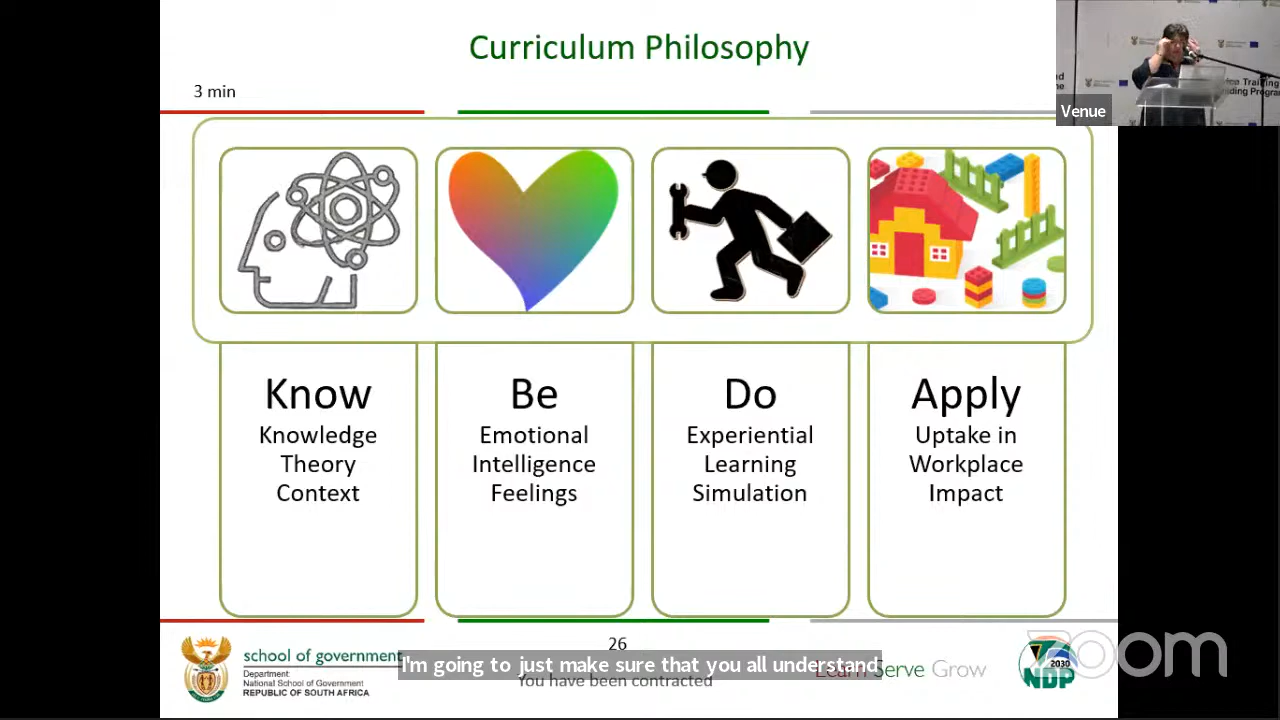 Curriculum Philosophy
3 min
Venue
Know
Knowledge
Theory
Context
Be
Emotional
Intelligence
Feelings
Do
Experiential
Learning
Simulation
Apply
Uptake in
Workplace
Impact
26
I'm going to just make sure that you all understand
You have been contracted
school of government
Department:
National School of Government
REPUBLIC OF SOUTH AFRICA
Learn Serve Grow
2030
NDP
zoom